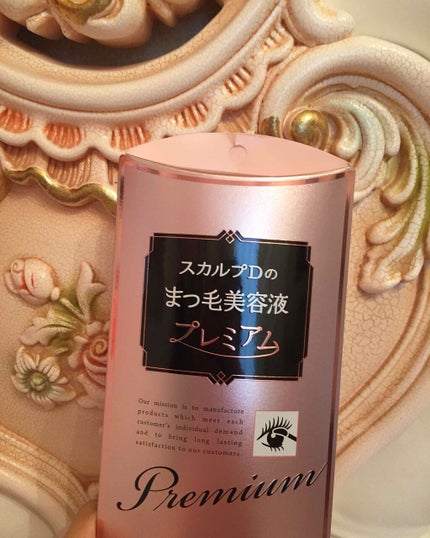 スカルプDの
まつ毛美容液
プレミアム
Our mission is to manufacture
products which meet each
customer's individual demand
and to bring long lasting
satisfaction to our customers.
Premium